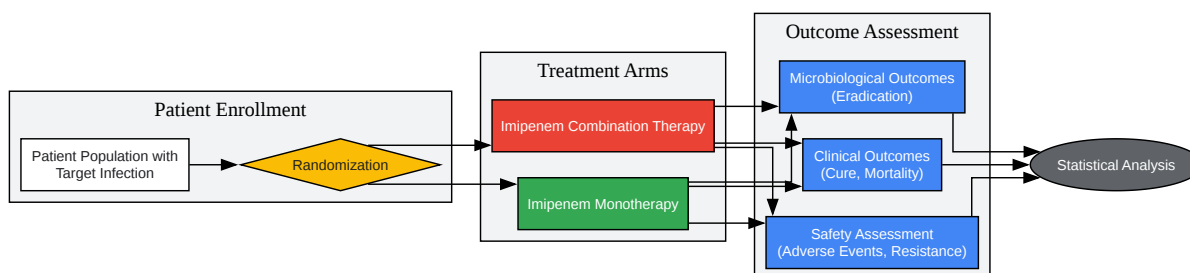 Patient Enrollment
Patient Population with
Target Infection
Randomization
Treatment Arms
Imipenem Combination Therapy
Imipenem Monotherapy
Outcome Assessment
Microbiological Outcomes
(Eradication)
Clinical Outcomes
(Cure, Mortality)
Safety Assessment
(Adverse Events, Resistance)
Statistical Analysis